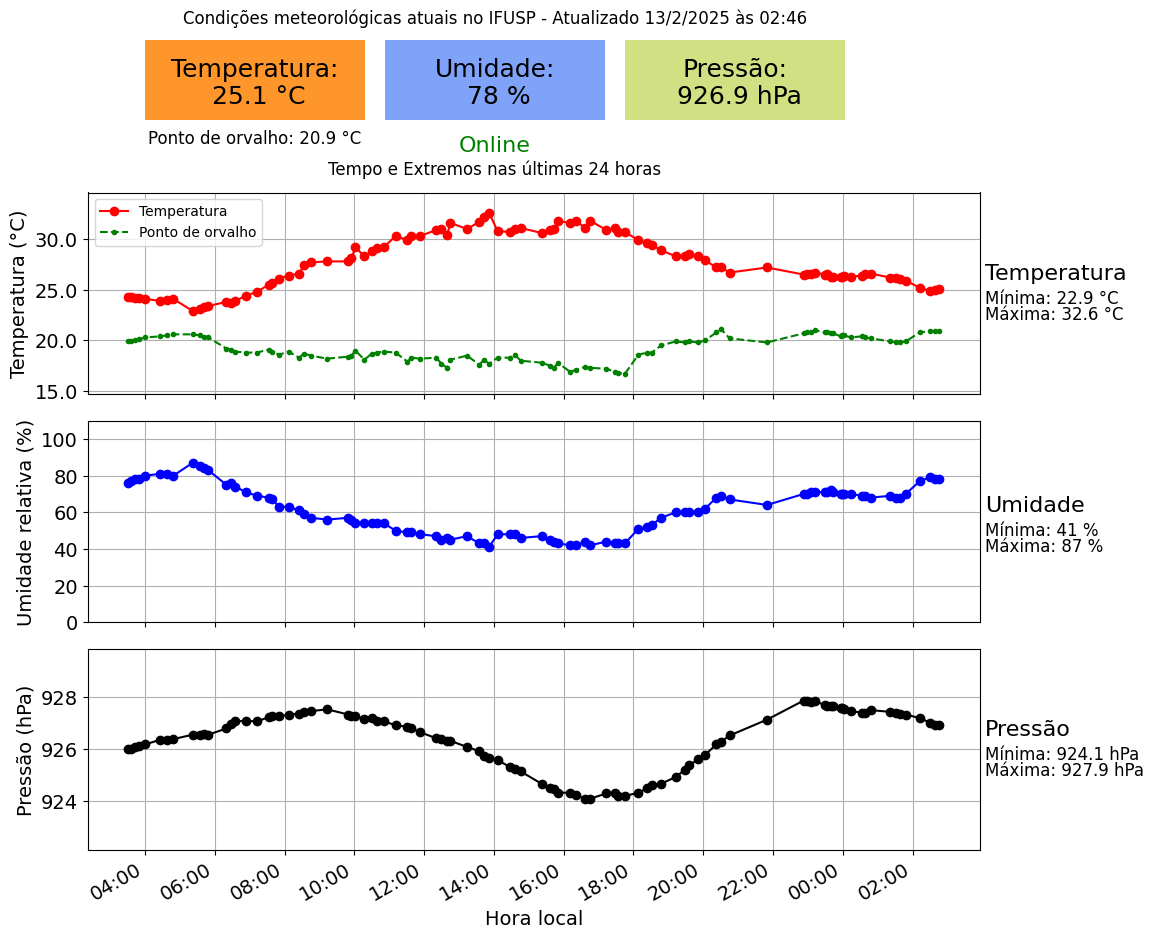 Condições meteorológicas atuais no IFUSP - Atualizado 13/2/2025 às 02:46
Temperatura:
25.1 °C
Umidade:
78 %
Pressão:
926.9 hPa
Ponto de orvalho: 20.9 °C
Online
Tempo e Extremos nas últimas 24 horas
Temperatura (°C)
30.0
25.0
20.0
15.0
Temperatura
Ponto de orvalho
Temperatura
Mínima: 22.9 °C
Máxima: 32.6 °C
Umidade relativa (%)
100
80
60
40
20
0
Umidade
Mínima: 41 %
Máxima: 87 %
Pressão (hPa)
928
926
924
Pressão
Mínima: 924.1 hPa
Máxima: 927.9 hPa
04:00
06:00
08:00
10:00
12:00
14:00
16:00
18:00
20:00
22:00
00:00
02:00
Hora local